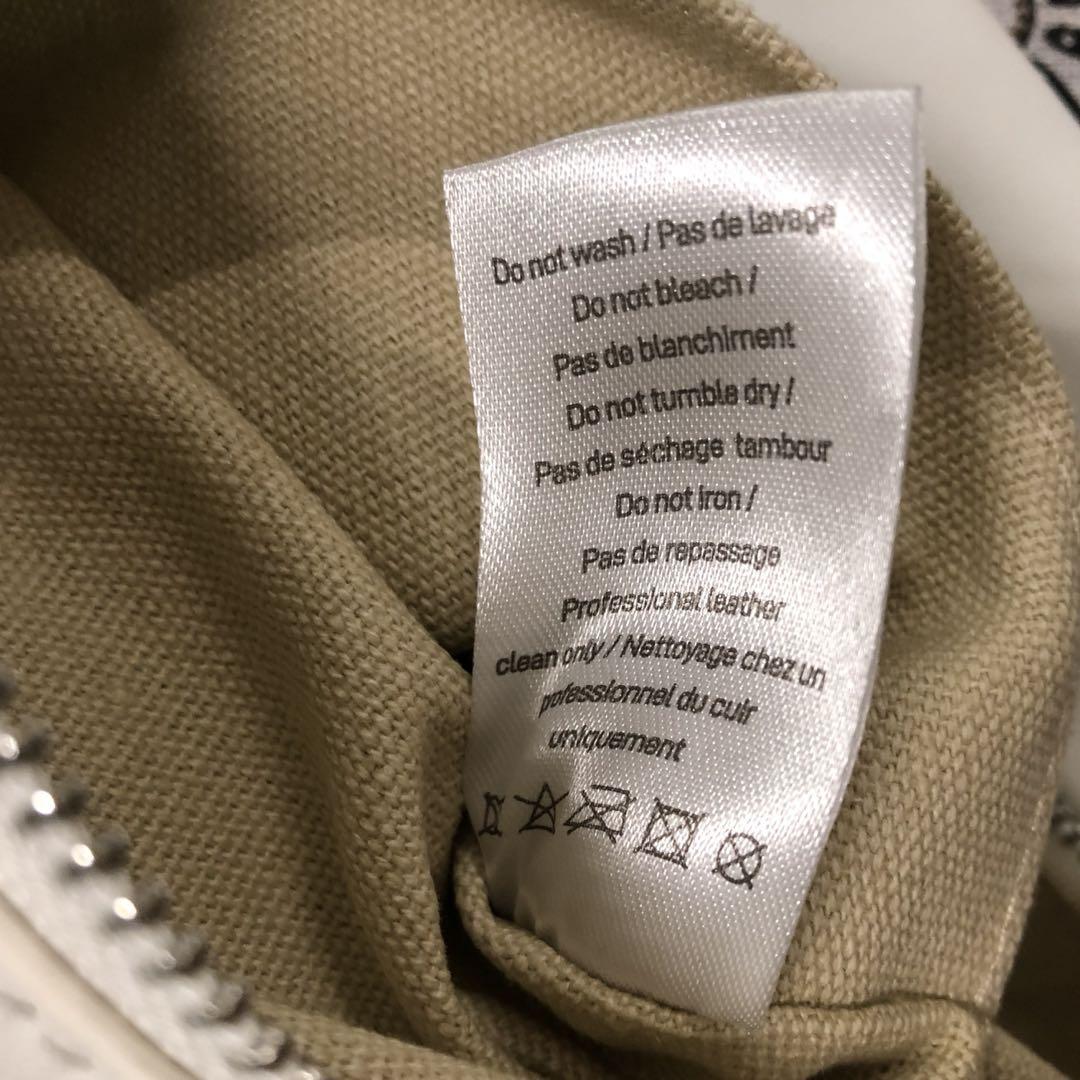 Do not wash / Pas de lavage
Do not bleach /
Pas de blanchiment
Do not tumble dry /
Pas de séchage tambour
Do not iron /
Pas de repassage
Professional leather
clean only / Nettoyage chez un
professionnel du cuir
uniquement